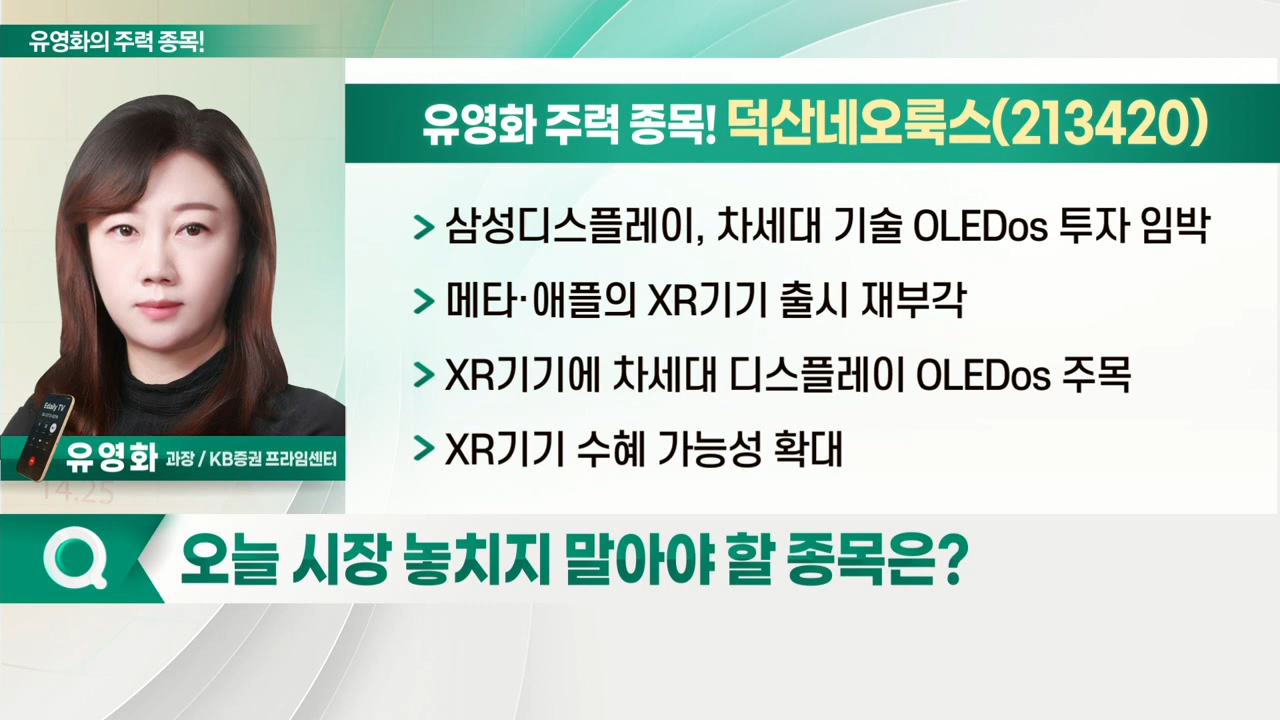 유영화의 주력 종목!
유영화 주력 종목! 덕산네오룩스(213420)
> 삼성디스플레이, 차세대 기술 OLEDos 투자 임박
> 메타·애플의 XR기기 출시 재부각
> XR기기에 차세대 디스플레이 OLEDos 주목
> XR기기 수혜 가능성 확대
Edaily TV
유영화 과장 / KB증권 프라임센터
14.25
오늘 시장 놓치지 말아야 할 종목은?